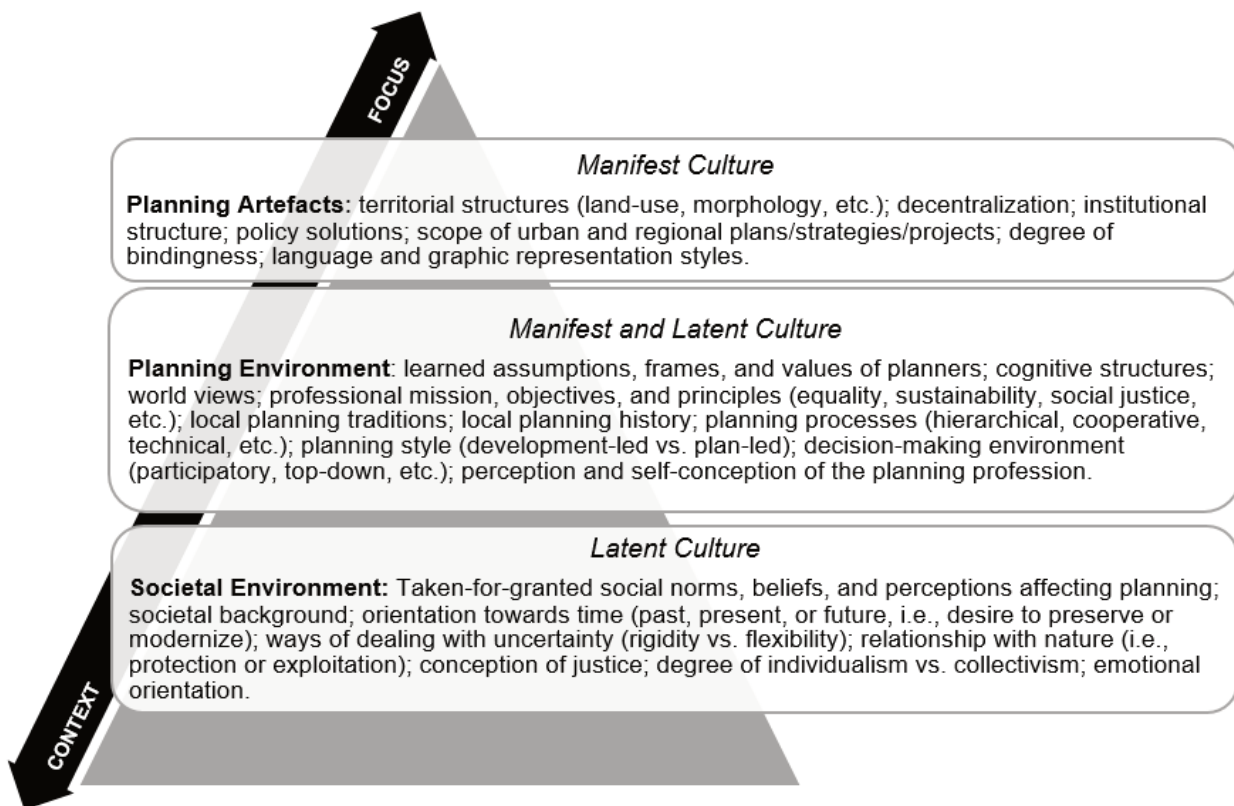 FOCUS
Manifest Culture
Planning Artefacts: territorial structures (land-use, morphology, etc.); decentralization; institutional
structure; policy solutions; scope of urban and regional plans/strategies/projects; degree of
bindingness; language and graphic representation styles.
Manifest and Latent Culture
Planning Environment: learned assumptions, frames, and values of planners; cognitive structures;
world views; professional mission, objectives, and principles (equality, sustainability, social justice,
etc.); local planning traditions; local planning history; planning processes (hierarchical, cooperative,
technical, etc.); planning style (development-led vs. plan-led); decision-making environment
(participatory, top-down, etc.); perception and self-conception of the planning profession.
Latent Culture
Societal Environment: Taken-for-granted social norms, beliefs, and perceptions affecting planning;
societal background; orientation towards time (past, present, or future, i.e., desire to preserve or
modernize); ways of dealing with uncertainty (rigidity vs. flexibility); relationship with nature (i.e.,
protection or exploitation); conception of justice; degree of individualism vs. collectivism; emotional
orientation.
CONTEXT